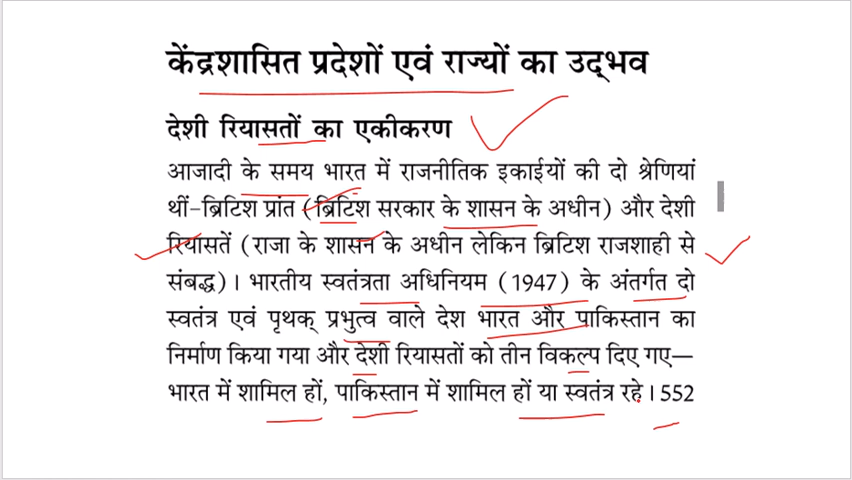 केंद्रशासित प्रदेशों एवं राज्यों का उद्भव
देशी रियासतों का एकीकरण
आजादी के समय भारत में राजनीतिक इकाईयों की दो श्रेणियां
थीं–ब्रिटिश प्रांत (ब्रिटिश सरकार के शासन के अधीन) और देशी
रियासतें (राजा के शासन के अधीन लेकिन ब्रिटिश राजशाही से
संबद्ध)। भारतीय स्वतंत्रता अधिनियम (1947) के अंतर्गत दो
स्वतंत्र एवं पृथक् प्रभुत्व वाले देश भारत और पाकिस्तान का
निर्माण किया गया और देशी रियासतों को तीन विकल्प दिए गए—
भारत में शामिल हों, पाकिस्तान में शामिल हों या स्वतंत्र रहे। 552